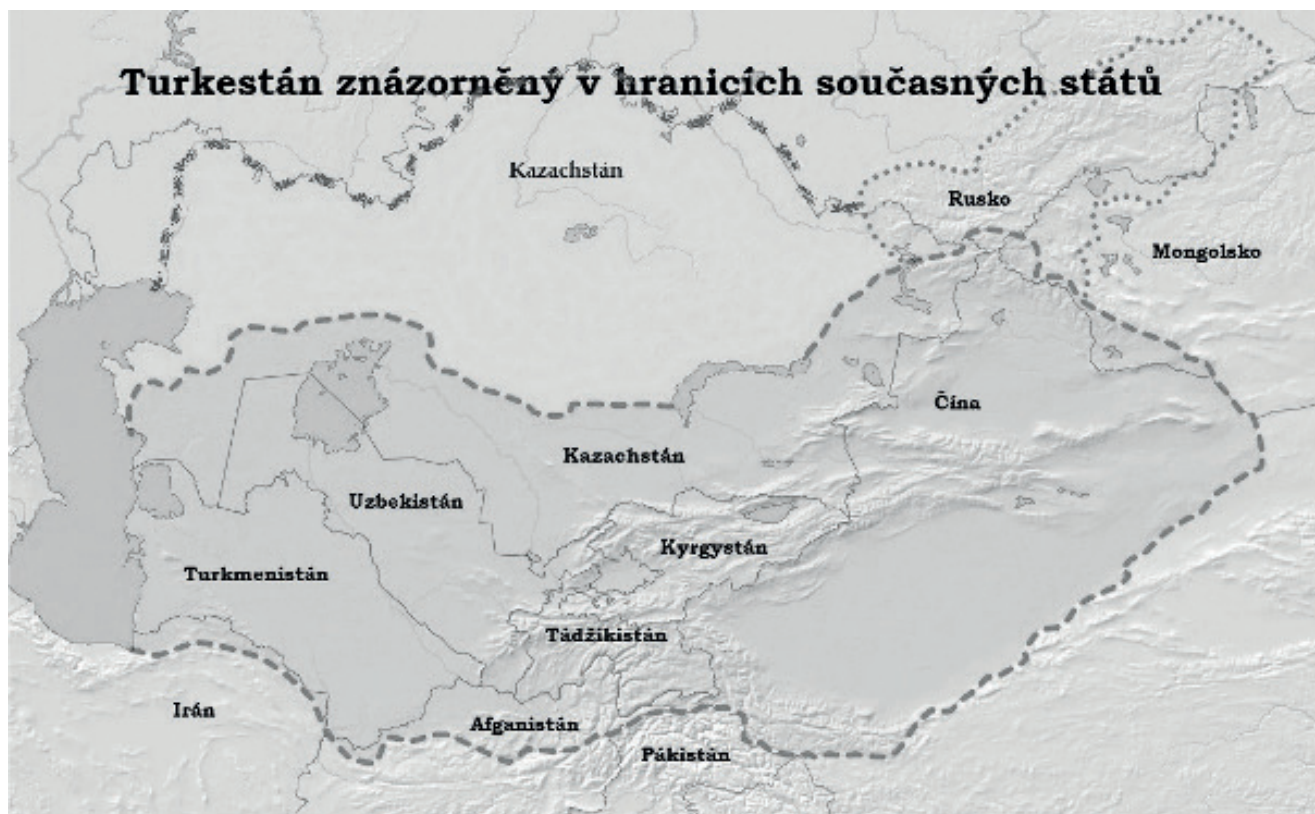 Turkestán znázorněný v hranicích současných států
Kazachstán
Rusko
Mongolsko
Čína
Kazachstán
Uzbekistán
Kyrgystán
Turkmenistán
Tádžikistán
Irán
Afganistán
Pákistán